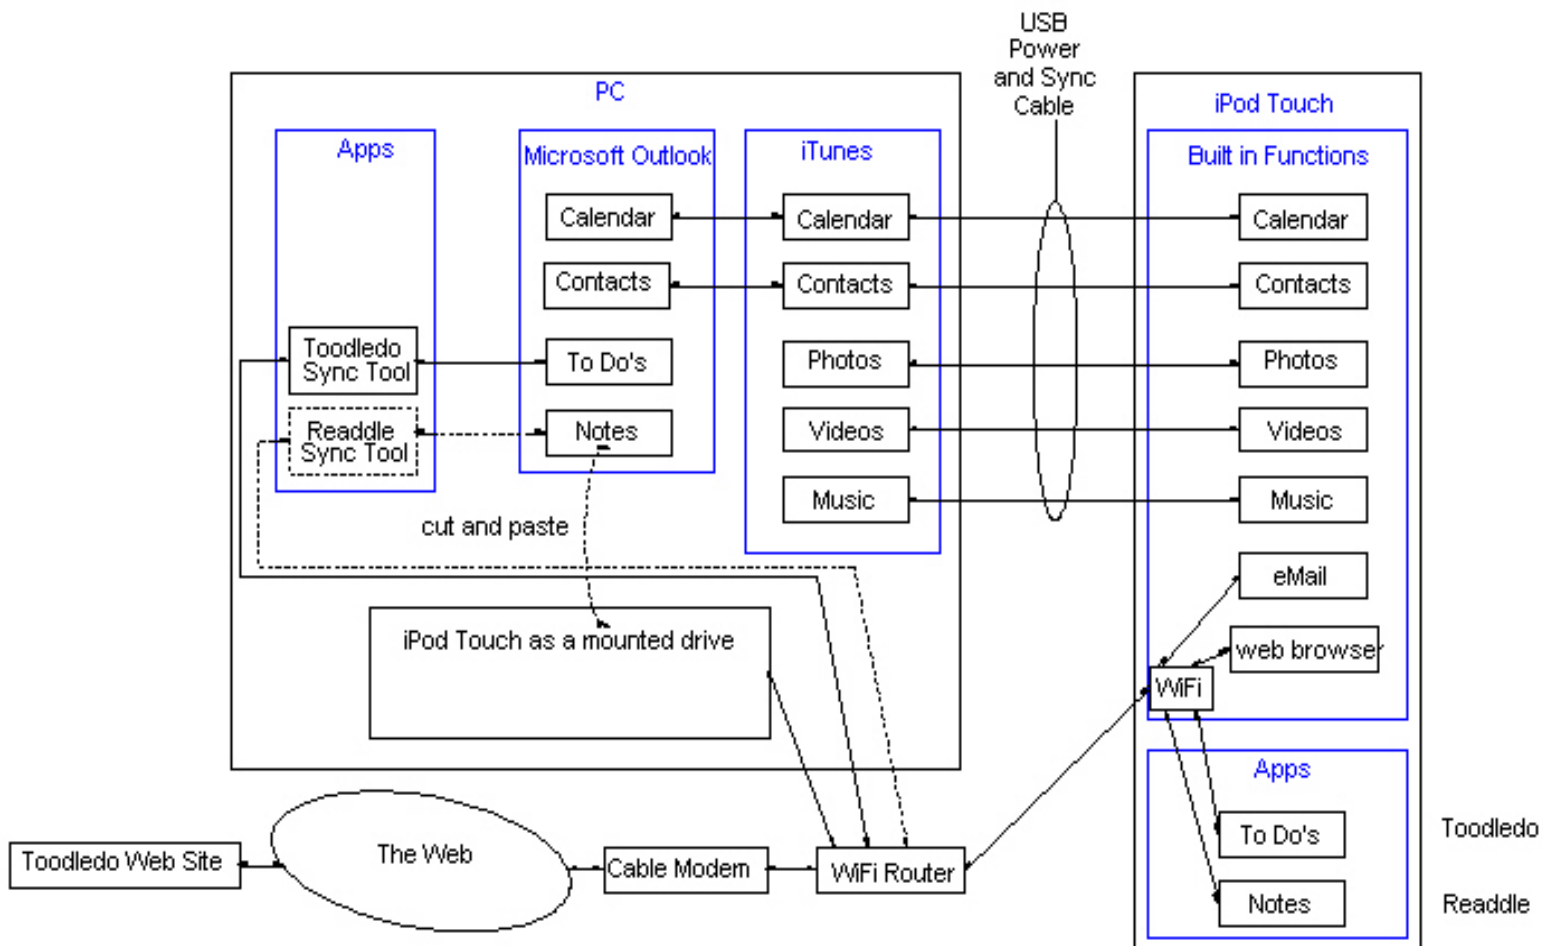 USB
Power
and Sync
Cable
PC
iPod Touch
Apps
Microsoft Outlook
iTunes
Built in Functions
Calendar
Calendar
Calendar
Contacts
Contacts
Contacts
Toodledo
Sync Tool
To Do's
Photos
Photos
Readdle
Sync Tool
Notes
Videos
Videos
Music
Music
cut and paste
eMail
iPod Touch as a mounted drive
web browser
WiFi
Apps
To Do's
Toodledo
Toodledo Web Site
The Web
Cable Modem
WiFi Router
Notes
Readdle